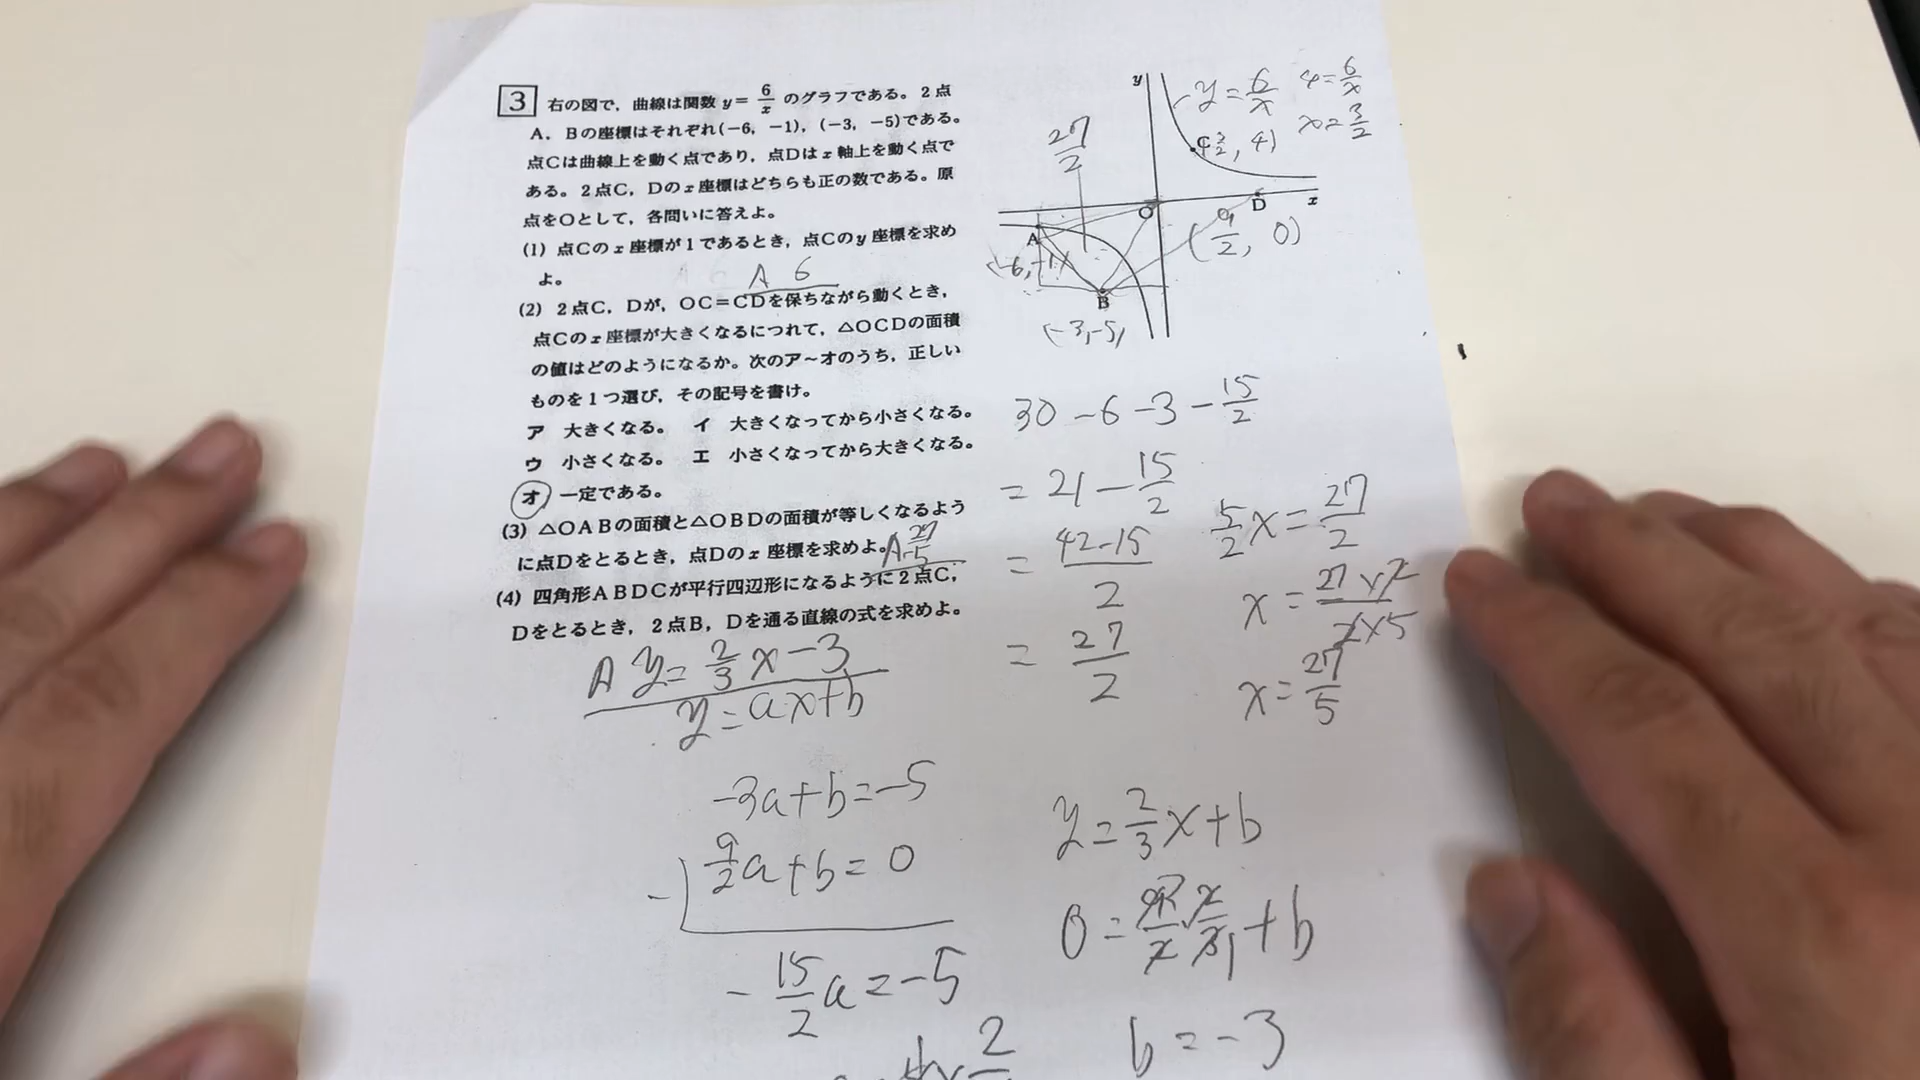 3 右の図で，曲線は関数 y = 6/x のグラフである。2点
A，Bの座標はそれぞれ(−6，−1)，(−3，−5)である。
点Cは曲線上を動く点であり，点Dはx軸上を動く点で
ある。2点C，Dのx座標はどちらも正の数である。原
点をOとして，各問いに答えよ。
(1) 点Cのx座標が1であるとき，点Cのy座標を求め
よ。
A 6
(2) 2点C，Dが，OC=CDを保ちながら動くとき，
点Cのx座標が大きくなるにつれて，△OCDの面積
の値はどのようになるか。次のア～オのうち，正しい
ものを1つ選び，その記号を書け。
ア 大きくなる。 イ 大きくなってから小さくなる。
ウ 小さくなる。 エ 小さくなってから大きくなる。
オ 一定である。
(3) △OABの面積と△OBDの面積が等しくなるよう
に点Dをとるとき，点Dのx座標を求めよ。
A 27/5
(4) 四角形ABDCが平行四辺形になるように2点C，
Dをとるとき，2点B，Dを通る直線の式を求めよ。
A y = 2/3 x − 3
y = ax + b
−3a + b = −5
− 9/2 a + b = 0
− 15/2 a = −5
2
y
y = 6/x
4 = 6/x
x = 3/2
27/2
C
3/2, 4)
O
D
x
(9/2, 0)
A
(−6, −1)
B
(−3, −5)
30 − 6 − 3 − 15/2
= 21 − 15/2
= 42−15/2
= 27/2
5/2 x = 27/2
x = 27×2/2×5
x = 27/5
y = 2/3 x + b
0 = 9/2 × 2/3 + b
b = −3